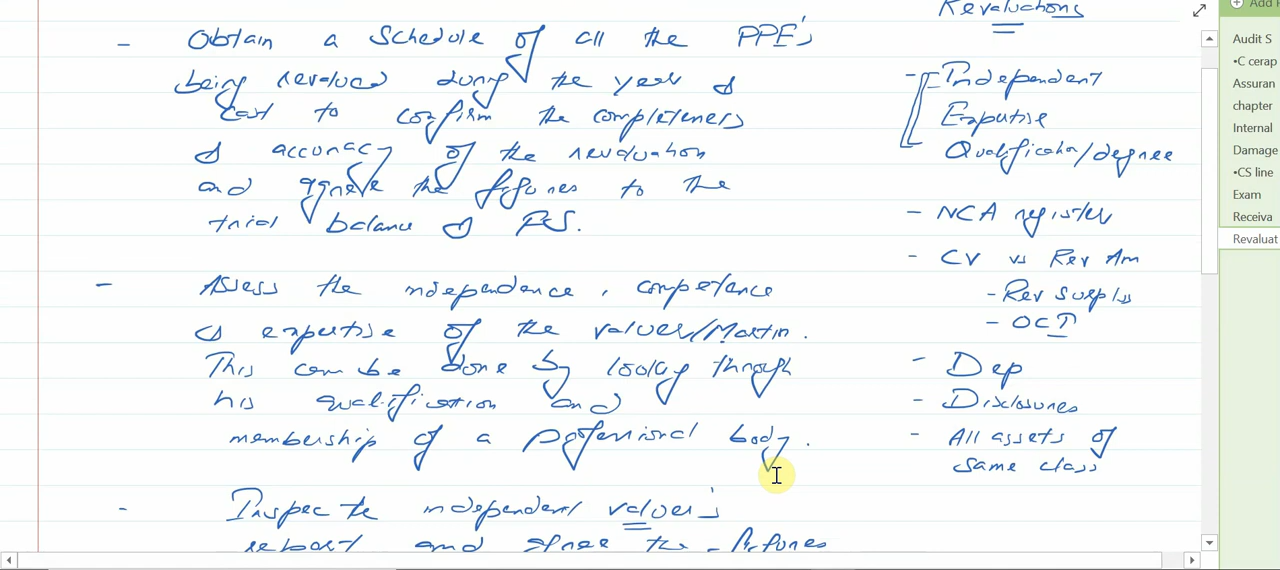 - Obtain a schedule of all the PPE's
being revalued during the year &
cast to confirm the completeness
& accuracy of the revaluation
and agree the figures to the
trial balance & FS.
- Assess the independence, competence
& expertise of the valuer/Martin.
This can be done by looking through
his qualification and
membership of a professional body.
- Inspect the independent valuer's
report and agree the figures
Revaluations
- Independent
Expertise
Qualification/degree
- NCA register
- CV vs Rev Am
- Rev surplus
- OCI
- Dep
- Disclosures
- All assets of
same class
Add
Audit S
•C cerap
Assuran
chapter
Internal
Damage
•CS line
Exam
Receiva
Revaluat